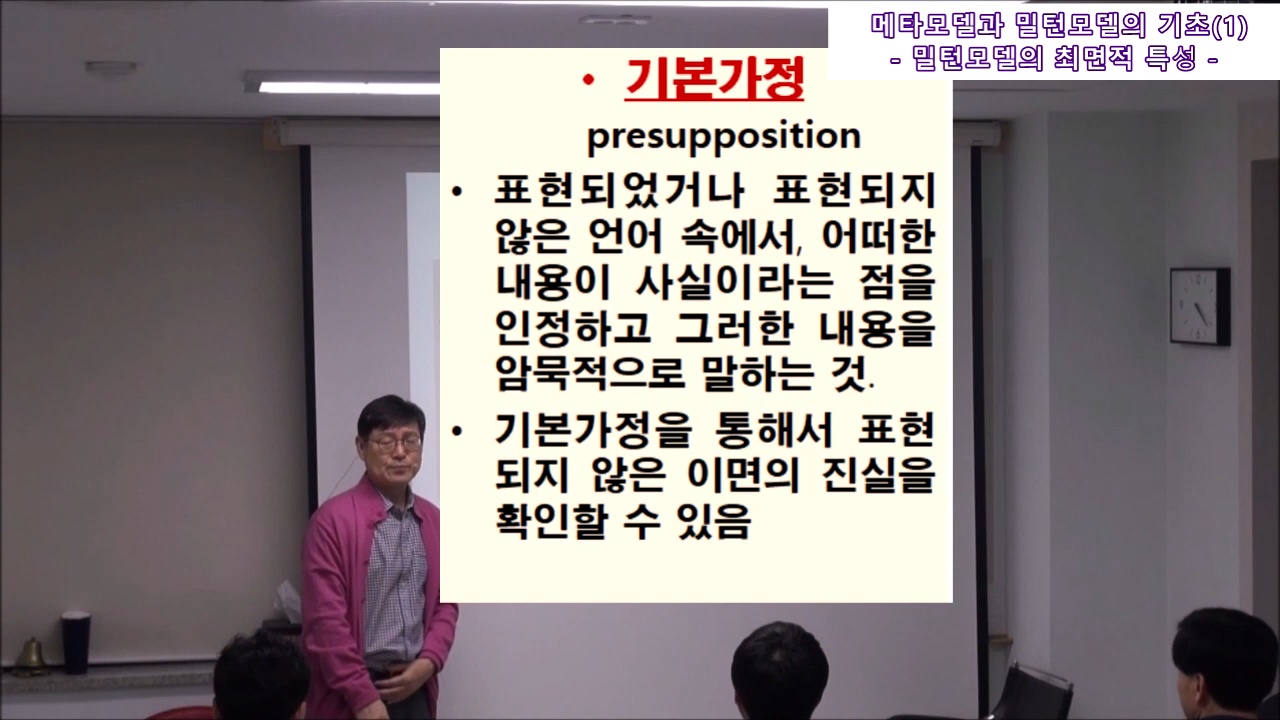 메타모델과 밀턴모델의 기초(1)
- 밀턴모델의 최면적 특성 -
• 기본가정
presupposition
• 표현되었거나 표현되지
않은 언어 속에서, 어떠한
내용이 사실이라는 점을
인정하고 그러한 내용을
암묵적으로 말하는 것.
• 기본가정을 통해서 표현
되지 않은 이면의 진실을
확인할 수 있음